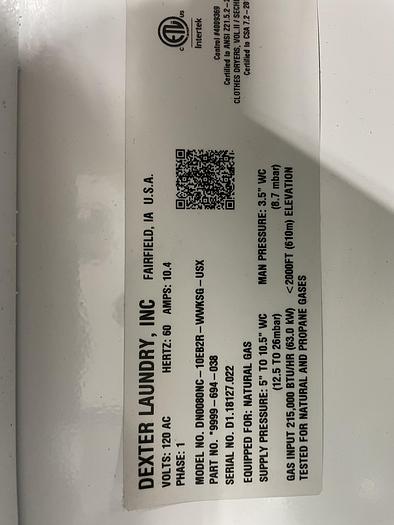 DEXTER LAUNDRY, INC FAIRFIELD, IA U.S.A.
VOLTS: 120 AC HERTZ: 60 AMPS: 10.4
PHASE: 1
MODEL NO. DN0080NC-10EB2R-WWKSG-USX
PART NO. *9999-694-038
SERIAL NO. D1.18127.022
EQUIPPED FOR: NATURAL GAS
SUPPLY PRESSURE: 5" TO 10.5" WC MAN PRESSURE: 3.5" WC
(12.5 TO 26mbar) (8.7 mbar)
GAS INPUT 215,000 BTU/HR (63.0 kW) <2000FT (610m) ELEVATION
TESTED FOR NATURAL AND PROPANE GASES
C ETL US
Intertek
Control #4009369
Certified to ANSI Z21.5.2-
CLOTHES DRYERS, VOL.II /
Certified to CSA 7.2-20